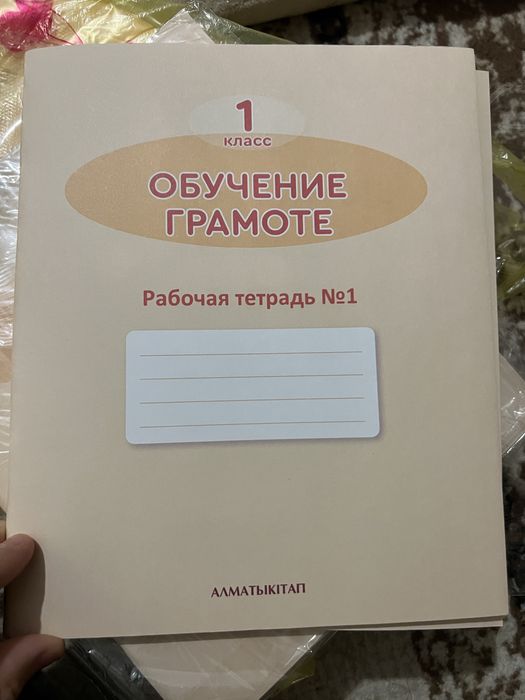 1
класс
ОБУЧЕНИЕ
ГРАМОТЕ
Рабочая тетрадь №1
АЛМАТЫКІТАП